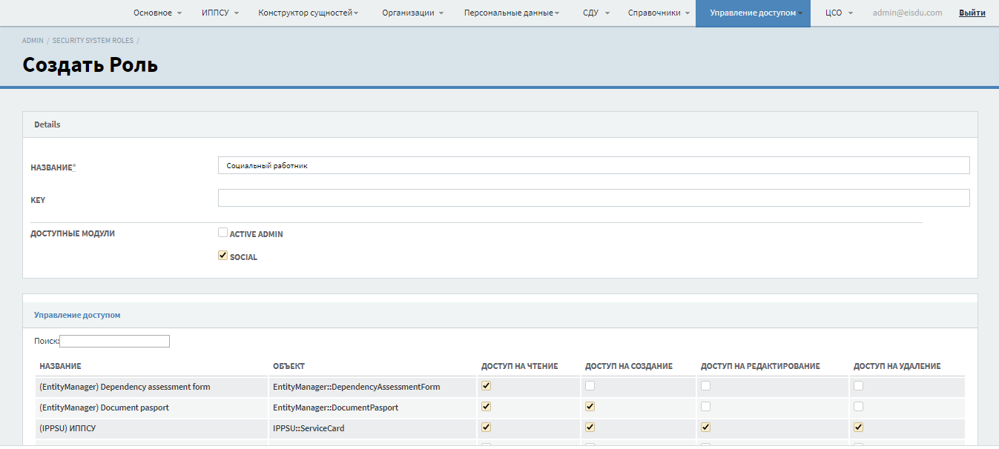 Основное ИППСУ Конструктор сущностей Организации Персональные данные СДУ Справочники Управление доступом ЦСО admin@eisdu.com Выйти
ADMIN / SECURITY SYSTEM ROLES /
Создать Роль
Details
НАЗВАНИЕ* Социальный работник
KEY
ДОСТУПНЫЕ МОДУЛИ ACTIVE ADMIN
SOCIAL
Управление доступом
Поиск:
НАЗВАНИЕ ОБЪЕКТ ДОСТУП НА ЧТЕНИЕ ДОСТУП НА СОЗДАНИЕ ДОСТУП НА РЕДАКТИРОВАНИЕ ДОСТУП НА УДАЛЕНИЕ
(EntityManager) Dependency assessment form EntityManager::DependencyAssessmentForm
(EntityManager) Document pasport EntityManager::DocumentPasport
(IPPSU) ИППСУ IPPSU::ServiceCard